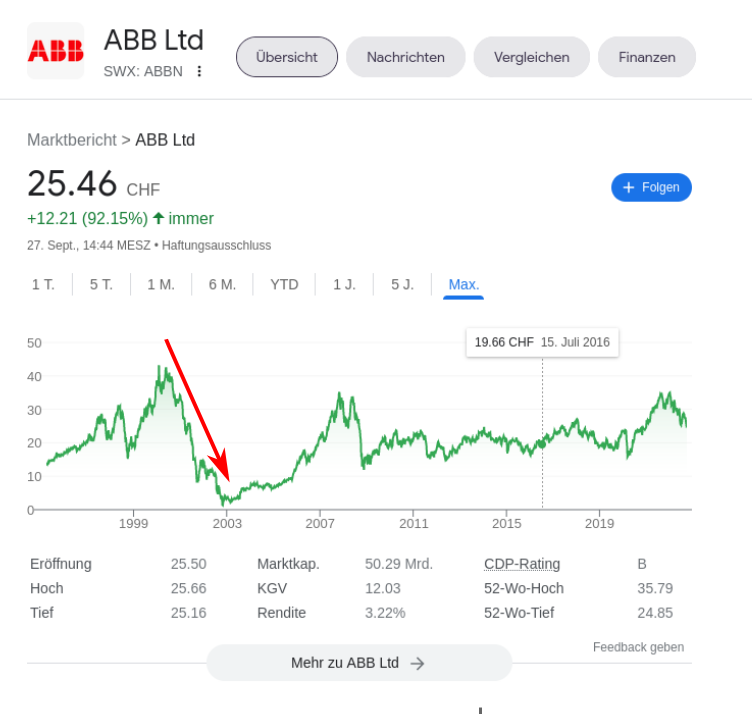 ABB
ABB Ltd
SWX: ABBN
Übersicht
Nachrichten
Vergleichen
Finanzen
Marktbericht > ABB Ltd
25.46 CHF
+ Folgen
+12.21 (92.15%) ↑ immer
27. Sept., 14:44 MESZ • Haftungsausschluss
1 T. 5 T. 1 M. 6 M. YTD 1 J. 5 J. Max.
19.66 CHF 15. Juli 2016
50
40
30
20
10
0
1999 2003 2007 2011 2015 2019
Eröffnung 25.50 Marktkap. 50.29 Mrd. CDP-Rating B
Hoch 25.66 KGV 12.03 52-Wo-Hoch 35.79
Tief 25.16 Rendite 3.22% 52-Wo-Tief 24.85
Feedback geben
Mehr zu ABB Ltd →